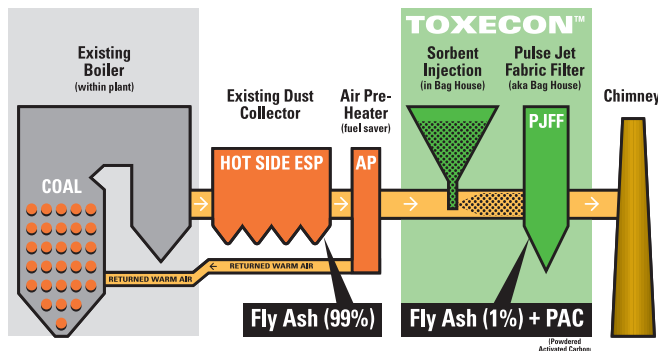 TOXECON™
Existing
Boiler
(within plant)
Existing Dust
Collector
Air Pre-
Heater
(fuel saver)
Sorbent
Injection
(in Bag House)
Pulse Jet
Fabric Filter
(aka Bag House)
Chimney
COAL
HOT SIDE ESP
AP
PJFF
RETURNED WARM AIR
RETURNED WARM AIR
Fly Ash (99%)
Fly Ash (1%) + PAC
(Powdered
Activated Carbon)